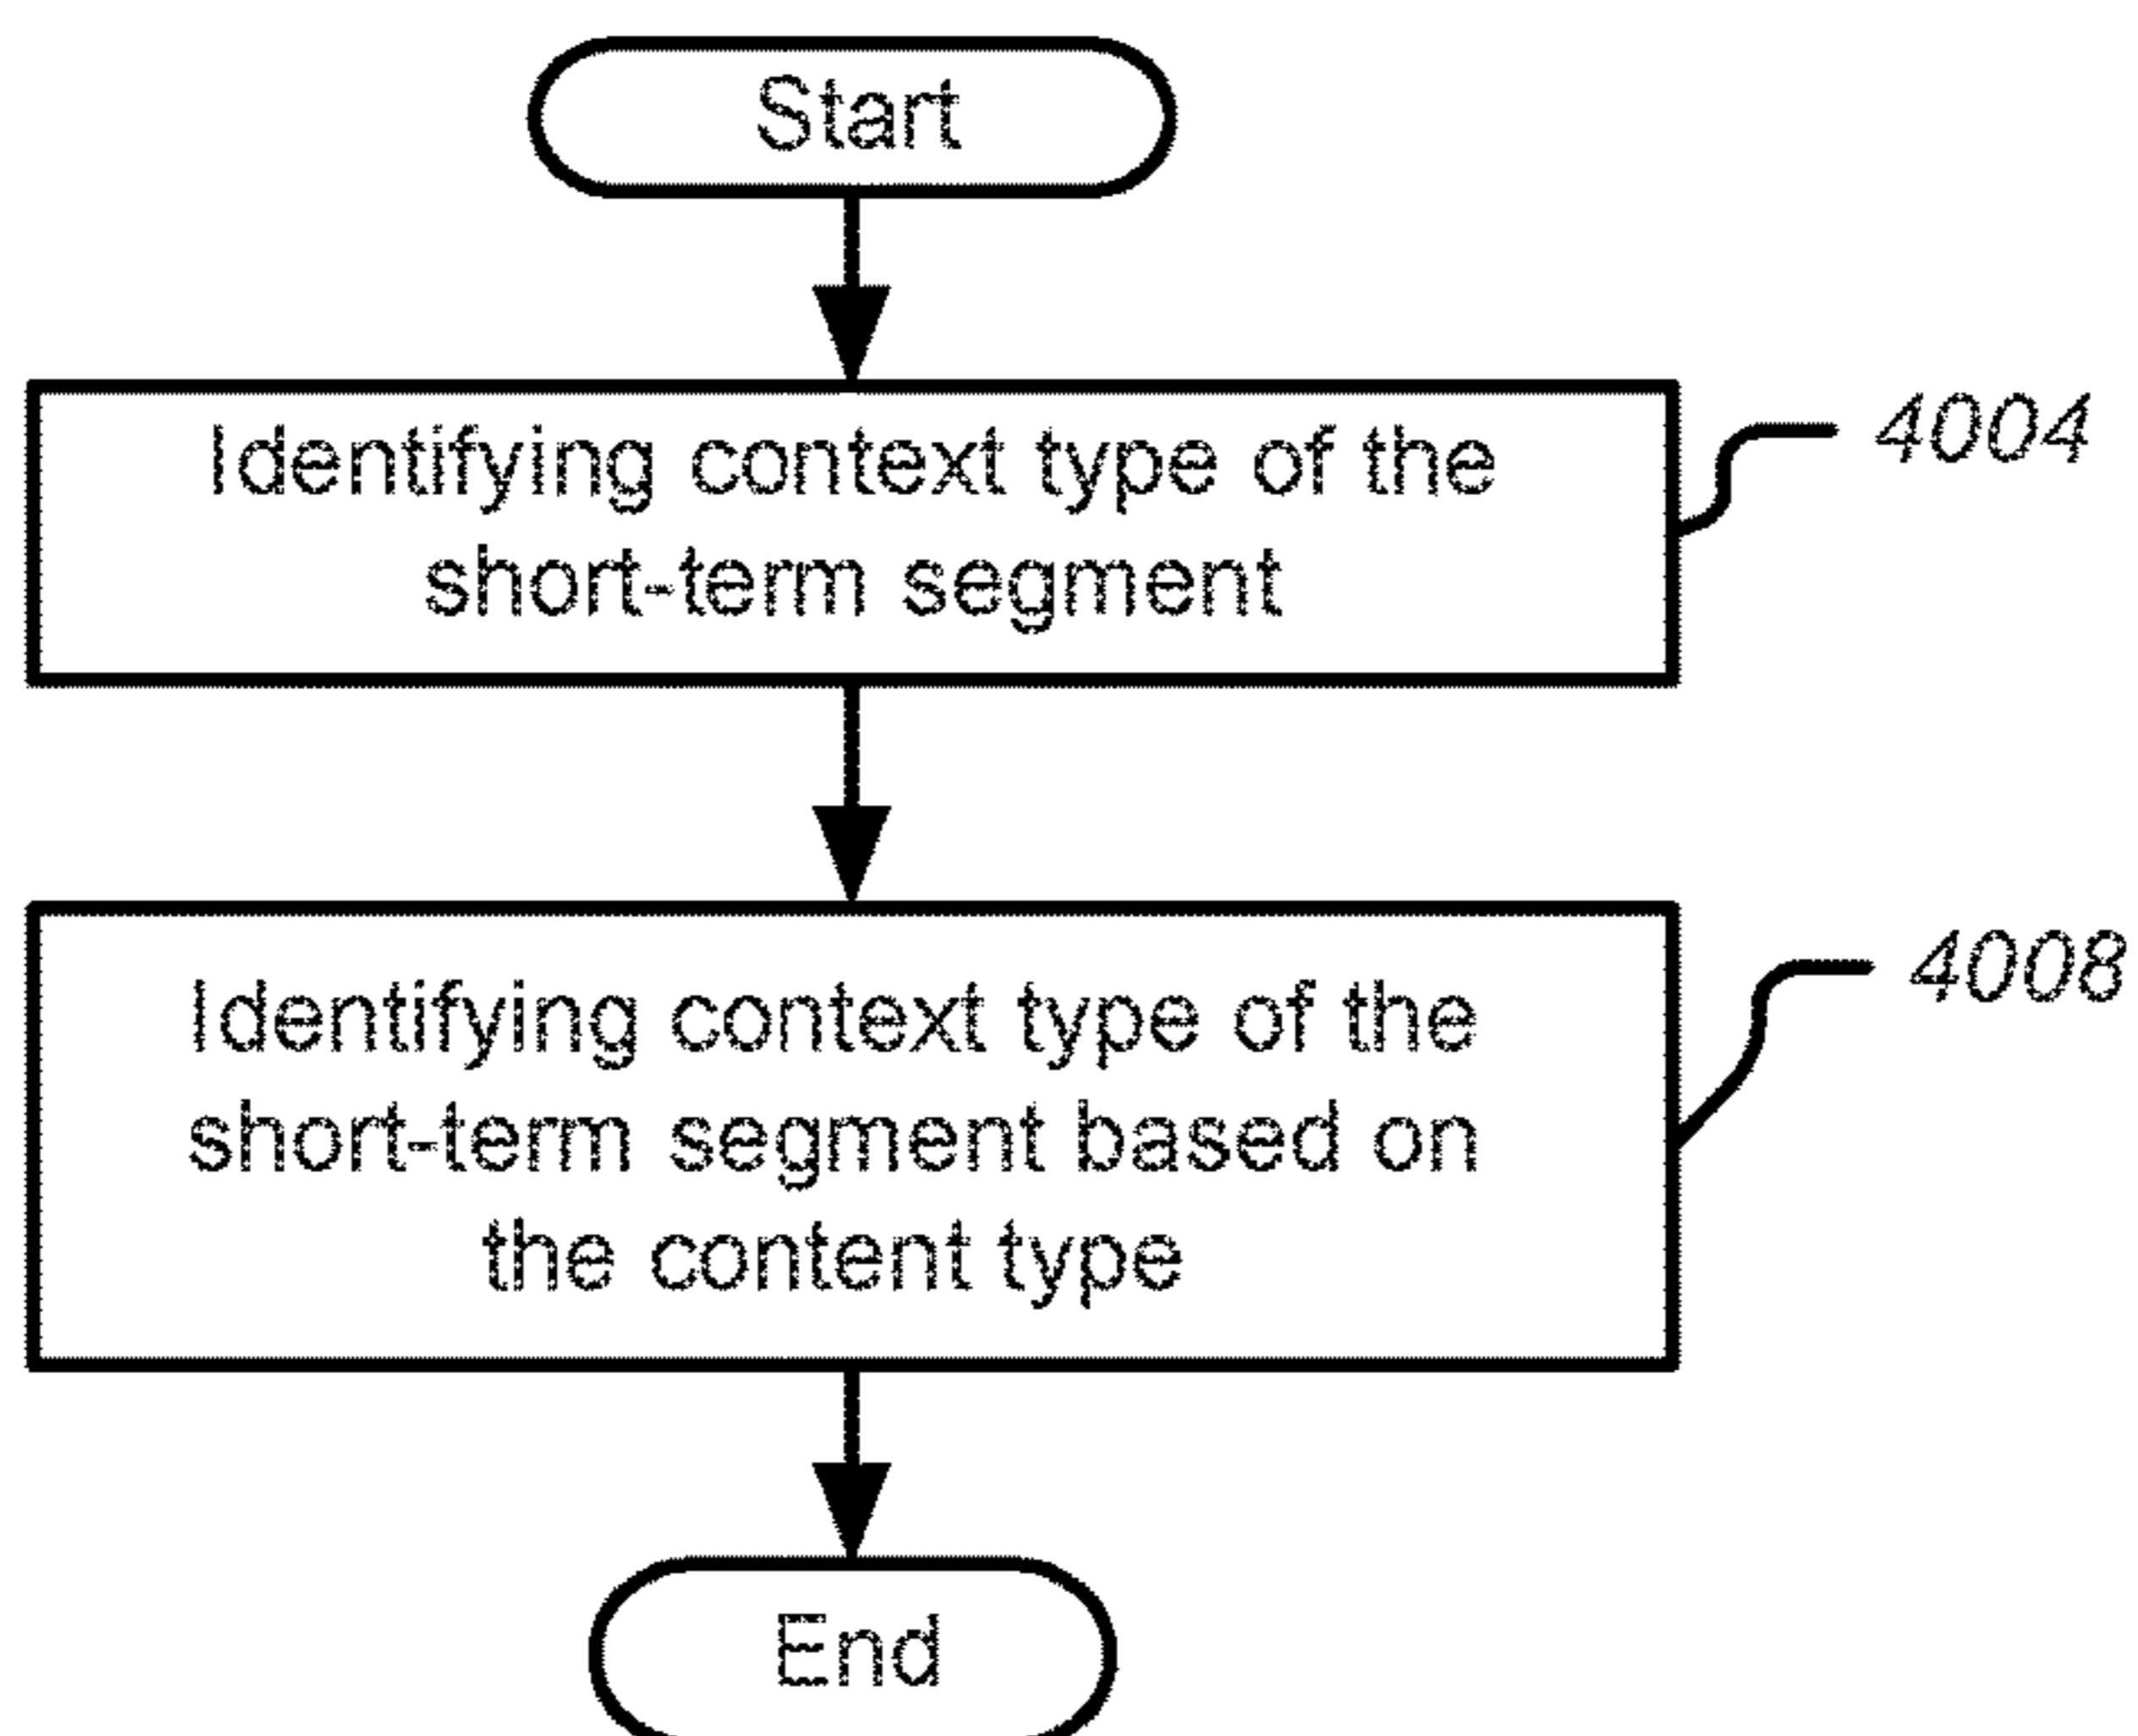 Start
Identifying context type of the
short-term segment
4004
Identifying context type of the
short-term segment based on
the content type
4008
End